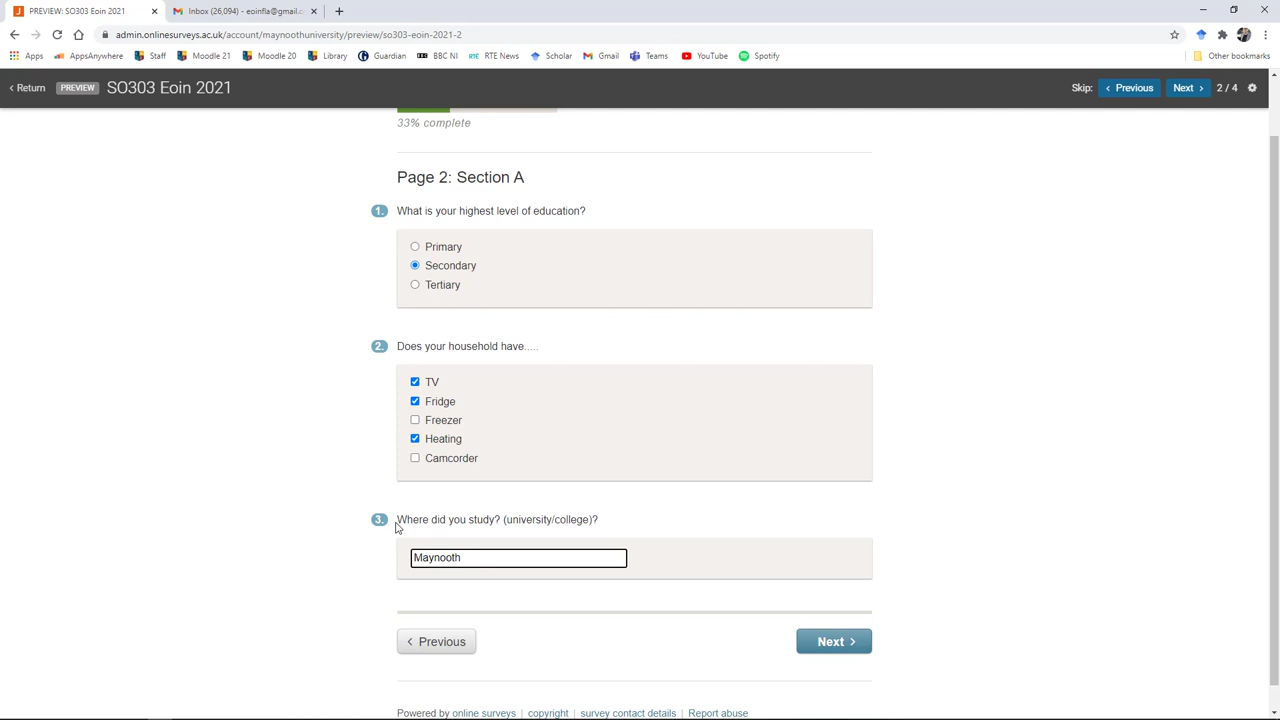 PREVIEW: SO303 Eoin 2021
Inbox (26,094) - eoinfla@gmail.c
admin.onlinesurveys.ac.uk/account/maynoothuniversity/preview/so303-eoin-2021-2
Apps AppsAnywhere Staff Moodle 21 Moodle 20 Library Guardian BBC NI RTE News Scholar Gmail Teams YouTube Spotify Other bookmarks
< Return PREVIEW SO303 Eoin 2021 Skip: < Previous Next > 2 / 4
33% complete
Page 2: Section A
1. What is your highest level of education?
Primary
Secondary
Tertiary
2. Does your household have.....
TV
Fridge
Freezer
Heating
Camcorder
3. Where did you study? (university/college)?
Maynooth
< Previous Next >
Powered by online surveys | copyright | survey contact details | Report abuse